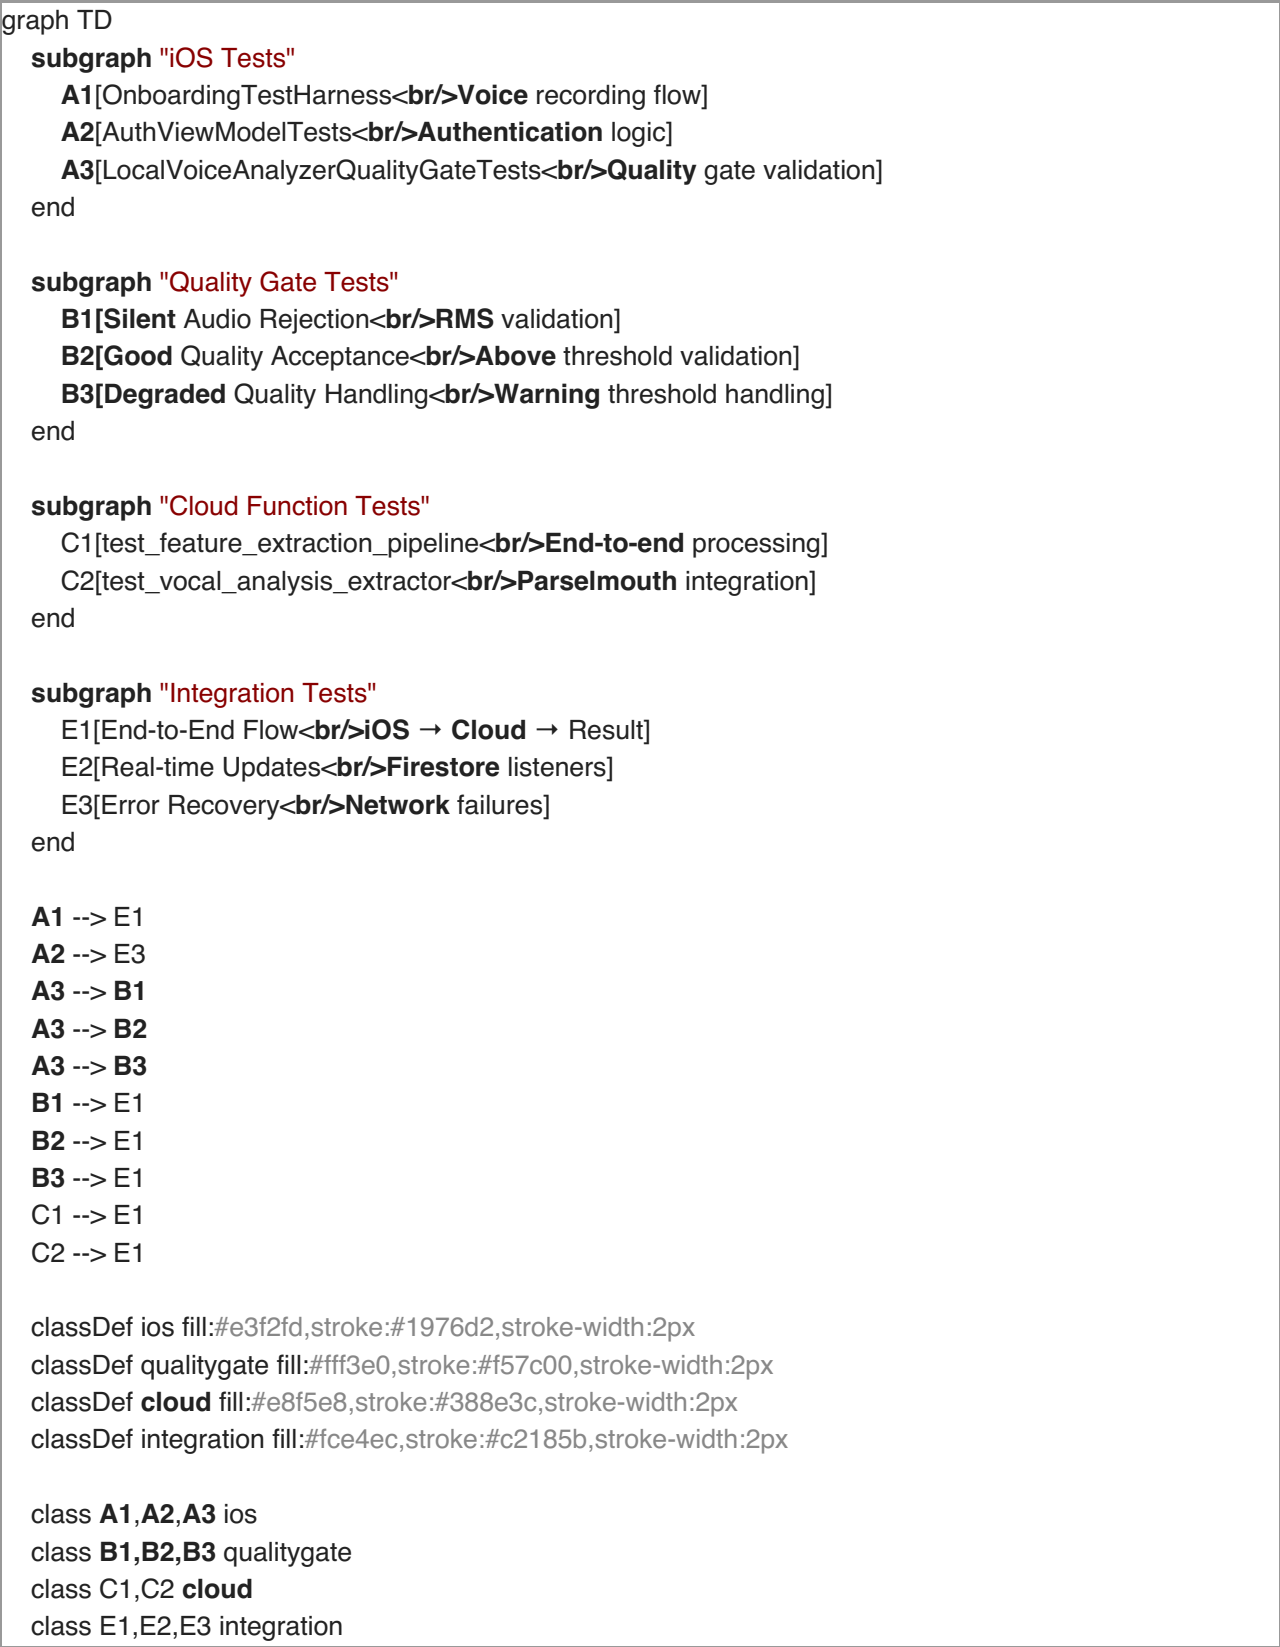 graph TD
subgraph "iOS Tests"
A1[OnboardingTestHarness<br/>Voice recording flow]
A2[AuthViewModelTests<br/>Authentication logic]
A3[LocalVoiceAnalyzerQualityGateTests<br/>Quality gate validation]
end
subgraph "Quality Gate Tests"
B1[Silent Audio Rejection<br/>RMS validation]
B2[Good Quality Acceptance<br/>Above threshold validation]
B3[Degraded Quality Handling<br/>Warning threshold handling]
end
subgraph "Cloud Function Tests"
C1[test_feature_extraction_pipeline<br/>End-to-end processing]
C2[test_vocal_analysis_extractor<br/>Parselmouth integration]
end
subgraph "Integration Tests"
E1[End-to-End Flow<br/>iOS → Cloud → Result]
E2[Real-time Updates<br/>Firestore listeners]
E3[Error Recovery<br/>Network failures]
end
A1 --> E1
A2 --> E3
A3 --> B1
A3 --> B2
A3 --> B3
B1 --> E1
B2 --> E1
B3 --> E1
C1 --> E1
C2 --> E1
classDef ios fill:#e3f2fd,stroke:#1976d2,stroke-width:2px
classDef qualitygate fill:#fff3e0,stroke:#f57c00,stroke-width:2px
classDef cloud fill:#e8f5e8,stroke:#388e3c,stroke-width:2px
classDef integration fill:#fce4ec,stroke:#c2185b,stroke-width:2px
class A1,A2,A3 ios
class B1,B2,B3 qualitygate
class C1,C2 cloud
class E1,E2,E3 integration